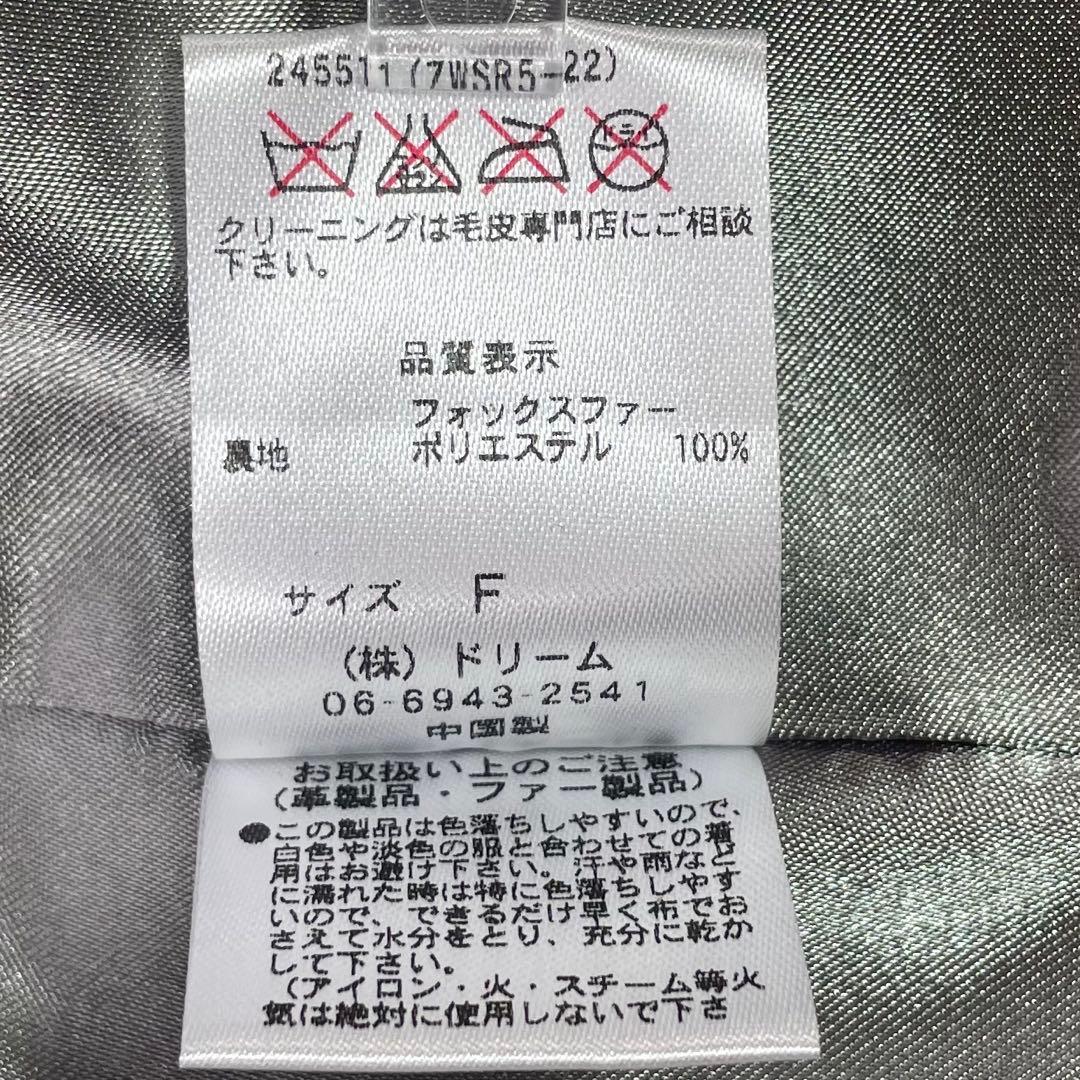 245511(7WSR5-22)
エンソ
ドライ
クリーニングは毛皮専門店にご相談
下さい。
品質表示
フォックスファー
裏地 ポリエステル 100%
サイズ F
(株) ドリーム
06-6943-2541
中国製
お取扱い上のご注意
(革製品・ファー製品)
●この製品は色落ちしやすいので、
白色や淡色の服と合わせての着
用はお避け下さい。汗や雨など
に濡れた時は特に色落ちしやす
いので、できるだけ早く布でお
さえて水分をとり、充分に乾か
して下さい。
(アイロン・火・スチーム等火
気は絶対に使用しないで下さ